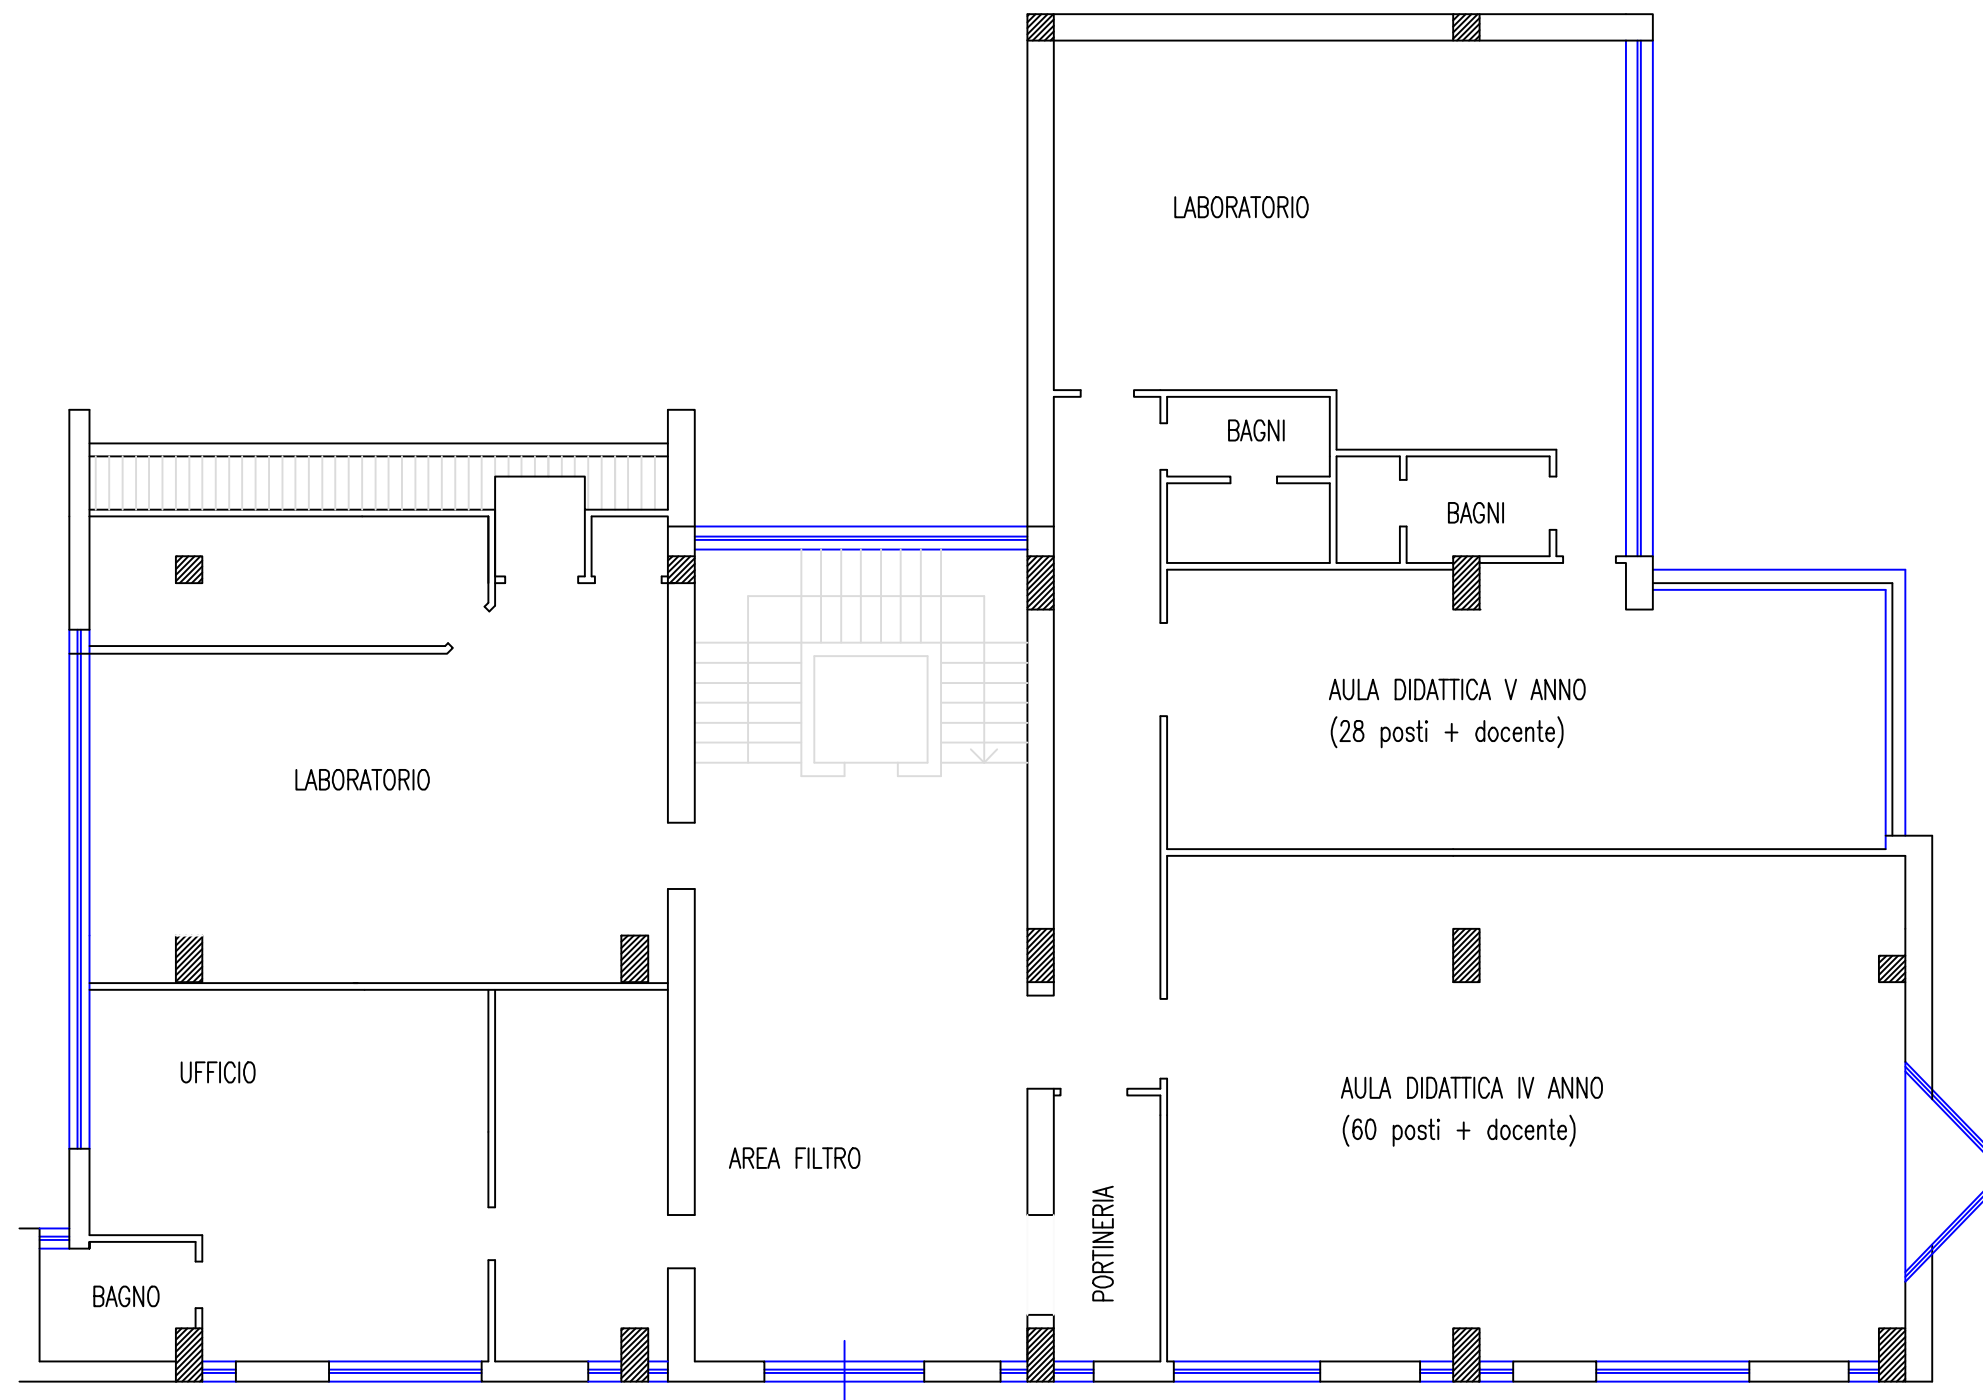 LABORATORIO
BAGNI
BAGNI
AULA DIDATTICA V ANNO
(28 posti + docente)
LABORATORIO
UFFICIO
AULA DIDATTICA IV ANNO
(60 posti + docente)
AREA FILTRO
PORTINERIA
BAGNO